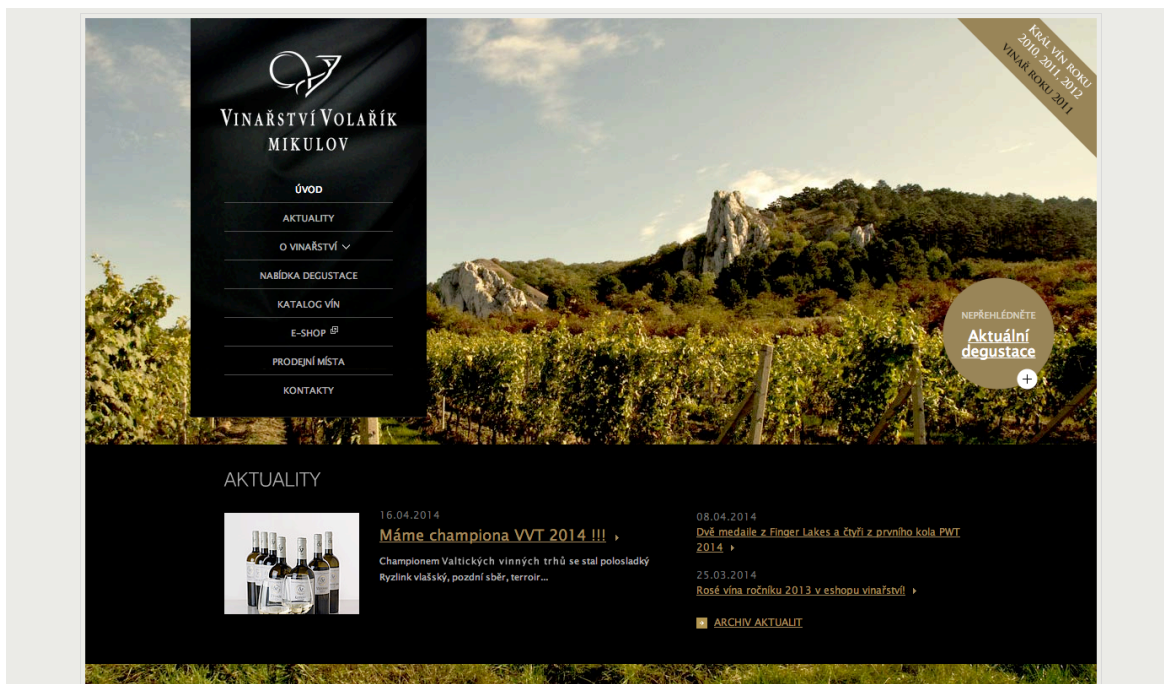 VINAŘSTVÍ VOLAŘÍK
MIKULOV
ÚVOD
AKTUALITY
O VINAŘSTVÍ
NABÍDKA DEGUSTACE
KATALOG VÍN
E-SHOP
PRODEJNÍ MÍSTA
KONTAKTY
KRÁL VÍN ROKU
2010, 2011, 2012
VINAŘ ROKU 2011
NEPŘEHLÉDNĚTE
Aktuální
degustace
AKTUALITY
16.04.2014
Máme championa VVT 2014 !!!
Championem Valtických vinných trhů se stal polosladký
Ryzlink vlašský, pozdní sběr, terroir...
08.04.2014
Dvě medaile z Finger Lakes a čtyři z prvního kola PWT
2014
25.03.2014
Rosé vína ročníku 2013 v eshopu vinařství!
ARCHIV AKTUALIT